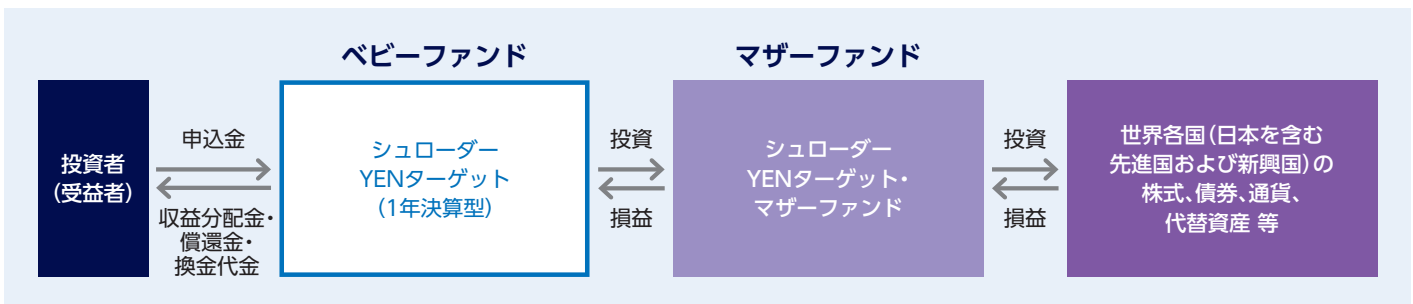 ベビーファンド
マザーファンド
投資者
(受益者)
申込金
収益分配金・
償還金・
換金代金
シュローダー
YENターゲット
(1年決算型)
投資
損益
シュローダー
YENターゲット・
マザーファンド
投資
損益
世界各国(日本を含む
先進国および新興国)の
株式、債券、通貨、
代替資産 等